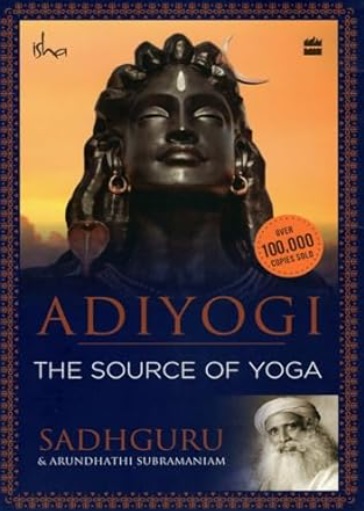 isha
OVER
100.000
COPIES SOLD
ADIYOGI
THE SOURCE OF YOGA
SADHGURU
& ARUNDHATHI SUBRAMANIAM